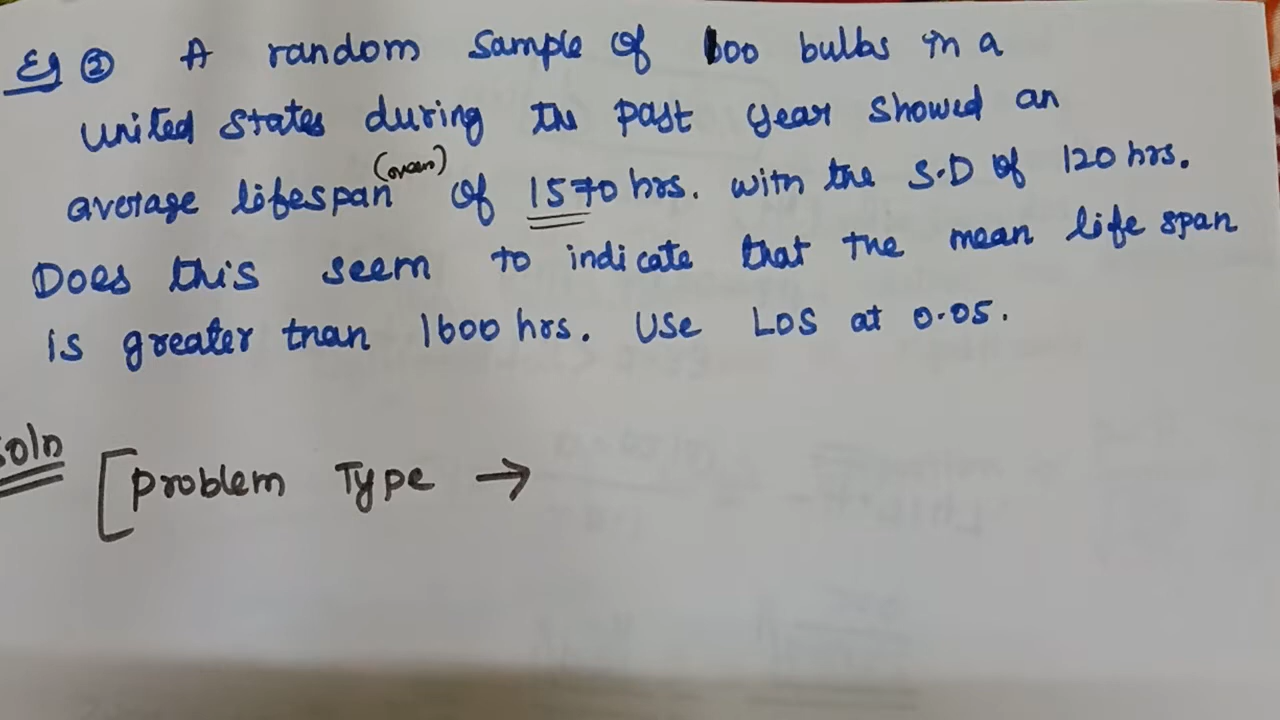 Eg ② A random sample of 100 bulbs in a
united states during the past year showed an
average lifespan (mean) of 1570 hrs. with the S.D of 120 hrs.
Does this seem to indicate that the mean life span
is greater than 1600 hrs. Use LOS at 0.05.
Soln [Problem Type →